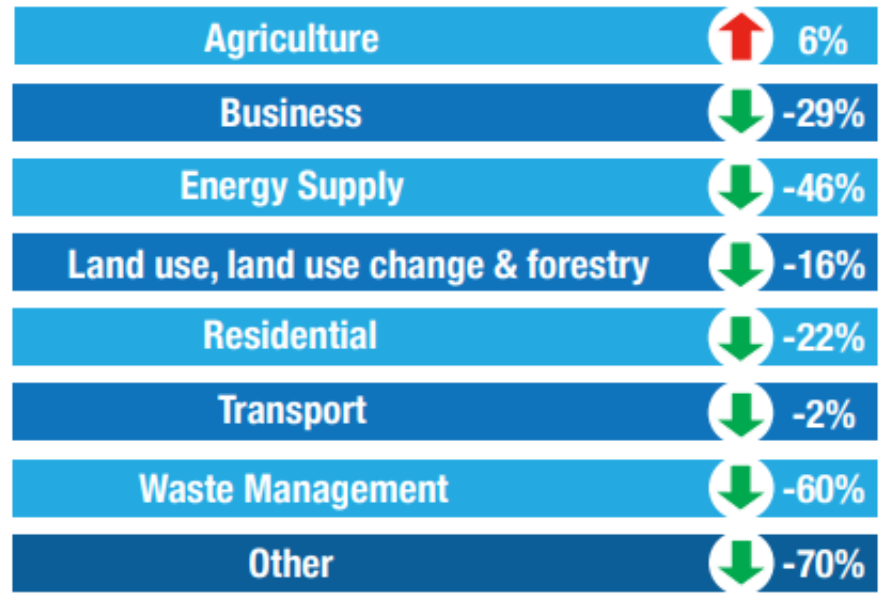 Agriculture 6%
Business -29%
Energy Supply -46%
Land use, land use change & forestry -16%
Residential -22%
Transport -2%
Waste Management -60%
Other -70%